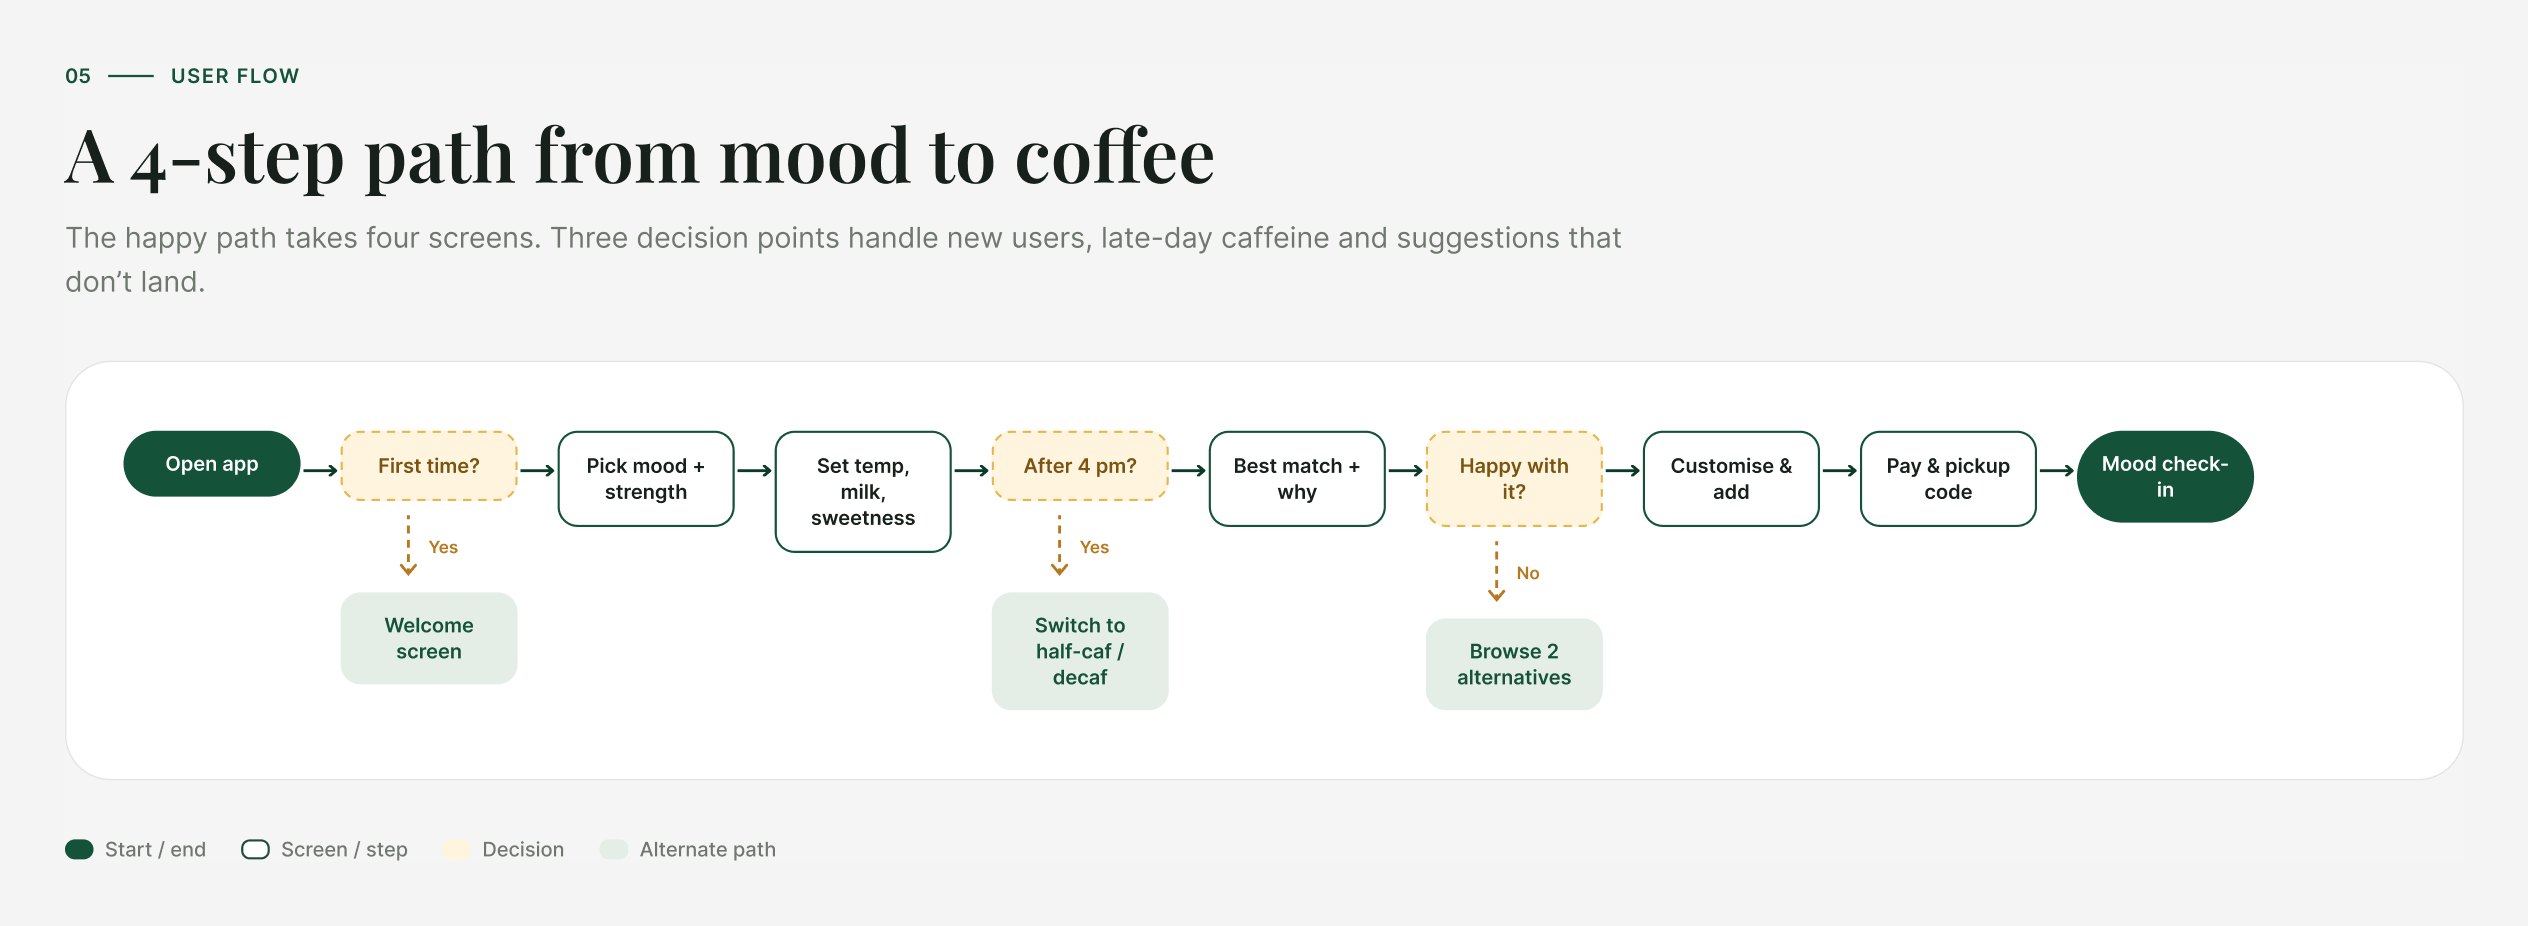 05 — USER FLOW
A 4-step path from mood to coffee
The happy path takes four screens. Three decision points handle new users, late-day caffeine and suggestions that
don’t land.
Open app
First time?
Yes
Welcome
screen
Pick mood +
strength
Set temp,
milk,
sweetness
After 4 pm?
Yes
Switch to
half-caf /
decaf
Best match +
why
Happy with
it?
No
Browse 2
alternatives
Customise &
add
Pay & pickup
code
Mood check-
in
Start / end
Screen / step
Decision
Alternate path